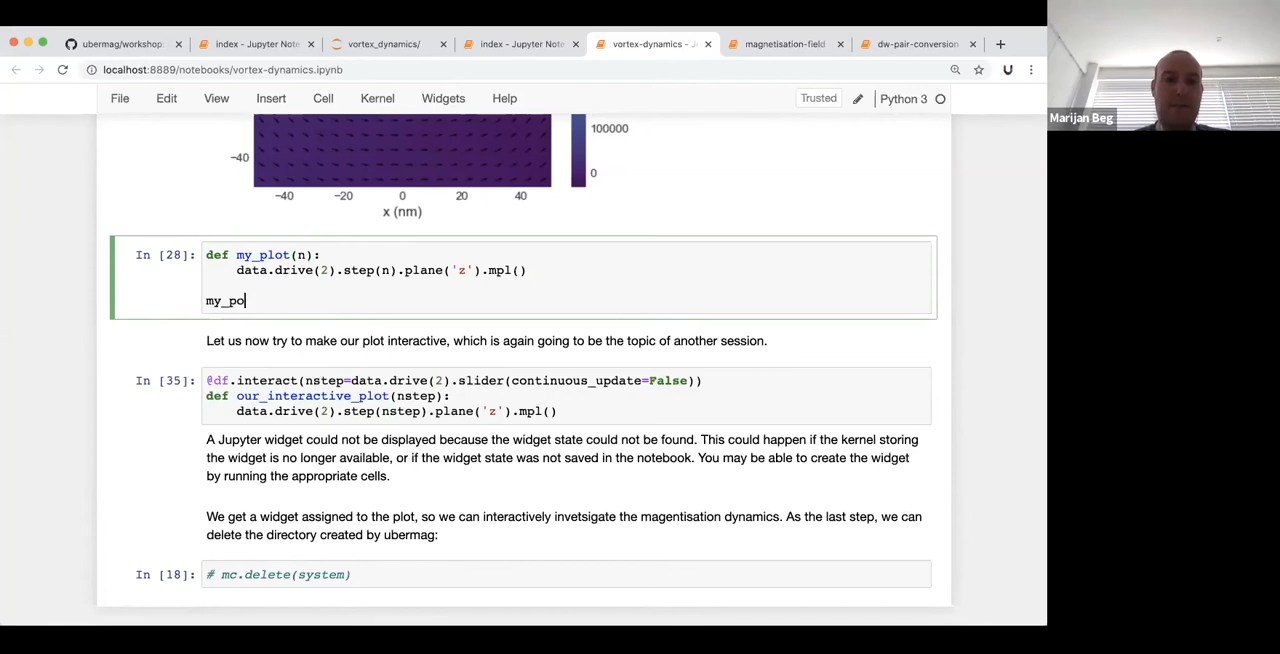 ubermag/workshop: index - Jupyter Note vortex_dynamics/ index - Jupyter Note vortex-dynamics - J magnetisation-field dw-pair-conversion
localhost:8889/notebooks/vortex-dynamics.ipynb
File Edit View Insert Cell Kernel Widgets Help Trusted Python 3
Marijan Beg
100000
−40
0
−40 −20 0 20 40
x (nm)
In [28]: def my_plot(n):
data.drive(2).step(n).plane('z').mpl()
my_po
Let us now try to make our plot interactive, which is again going to be the topic of another session.
In [35]: @df.interact(nstep=data.drive(2).slider(continuous_update=False))
def our_interactive_plot(nstep):
data.drive(2).step(nstep).plane('z').mpl()
A Jupyter widget could not be displayed because the widget state could not be found. This could happen if the kernel storing
the widget is no longer available, or if the widget state was not saved in the notebook. You may be able to create the widget
by running the appropriate cells.
We get a widget assigned to the plot, so we can interactively invetsigate the magentisation dynamics. As the last step, we can
delete the directory created by ubermag:
In [18]: # mc.delete(system)